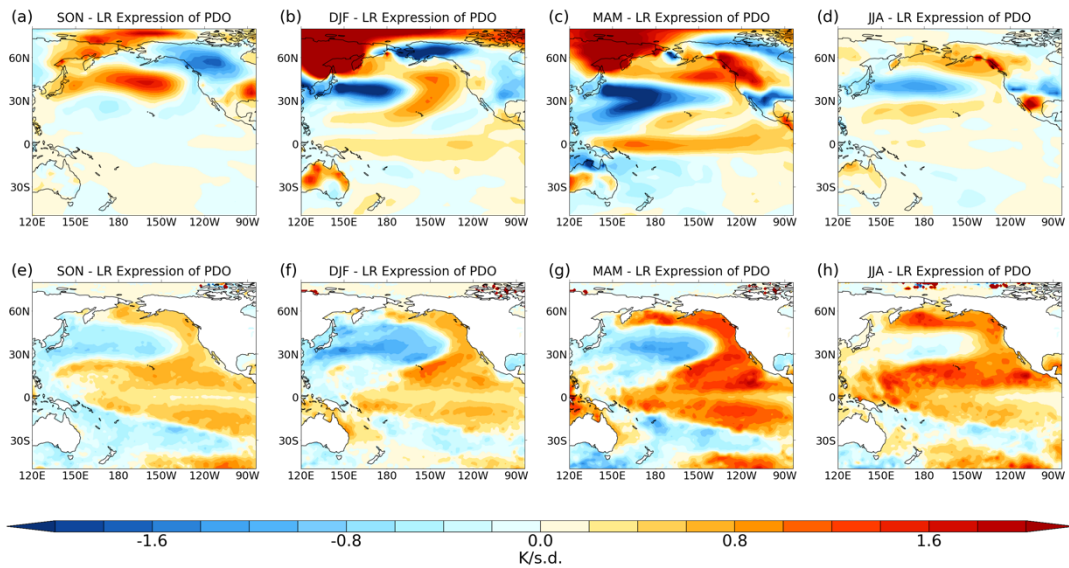 (a) SON - LR Expression of PDO
(b) DJF - LR Expression of PDO
(c) MAM - LR Expression of PDO
(d) JJA - LR Expression of PDO
60N
30N
0
30S
120E 150E 180 150W 120W 90W
60N
30N
0
30S
120E 150E 180 150W 120W 90W
60N
30N
0
30S
120E 150E 180 150W 120W 90W
60N
30N
0
30S
120E 150E 180 150W 120W 90W
(e) SON - LR Expression of PDO
(f) DJF - LR Expression of PDO
(g) MAM - LR Expression of PDO
(h) JJA - LR Expression of PDO
60N
30N
0
30S
120E 150E 180 150W 120W 90W
60N
30N
0
30S
120E 150E 180 150W 120W 90W
60N
30N
0
30S
120E 150E 180 150W 120W 90W
60N
30N
0
30S
120E 150E 180 150W 120W 90W
-1.6 -0.8 0.0 0.8 1.6
K/s.d.